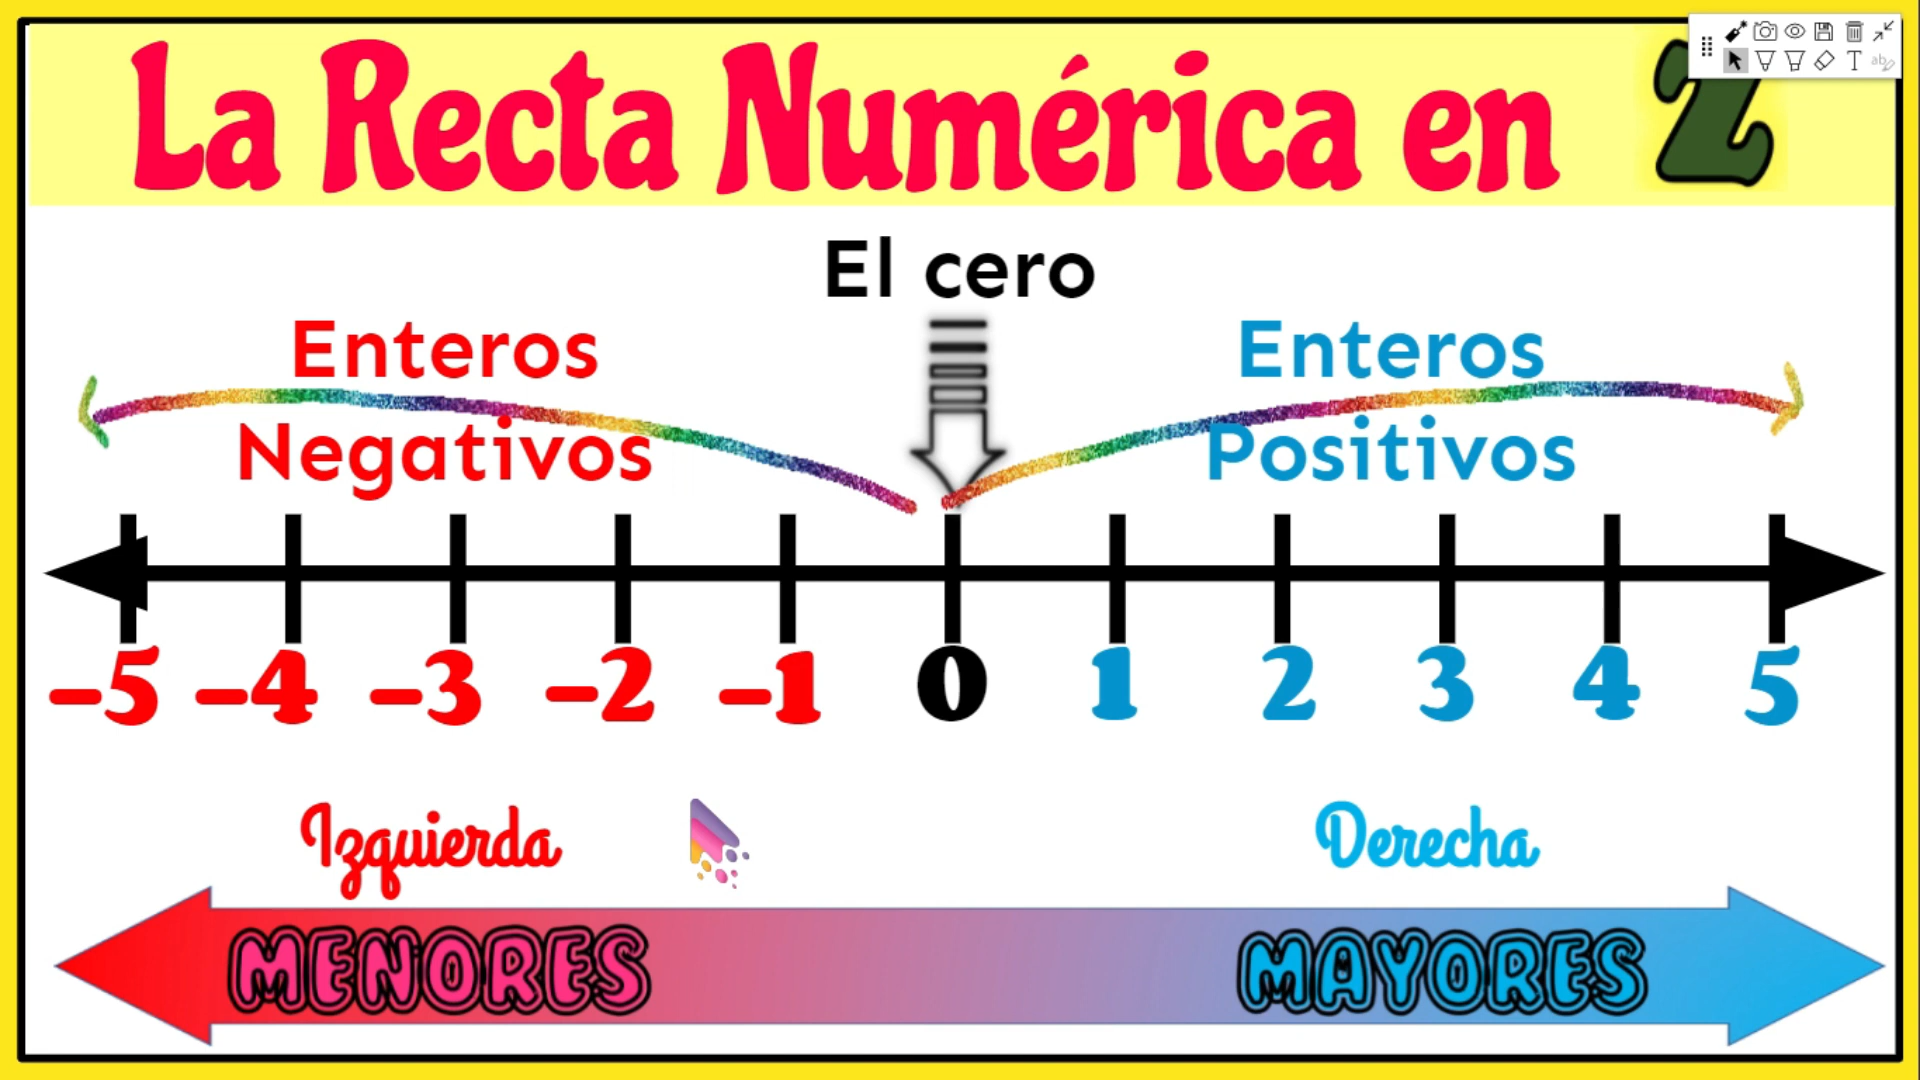 La Recta Numérica en Z
El cero
Enteros
Negativos
Enteros
Positivos
-5 -4 -3 -2 -1 0 1 2 3 4 5
Izquierda
Derecha
MENORES
MAYORES